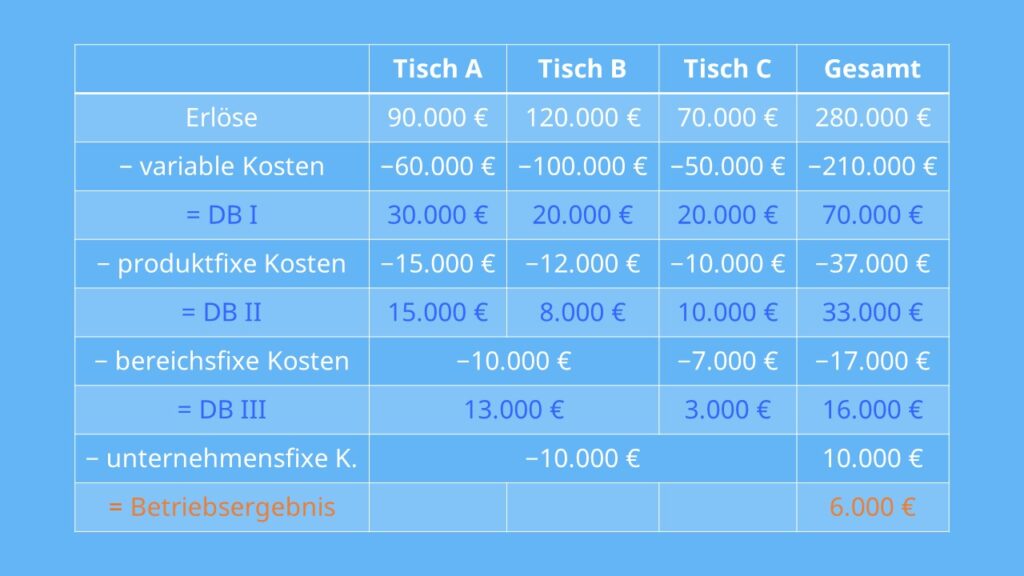 Tisch A Tisch B Tisch C Gesamt
Erlöse 90.000 € 120.000 € 70.000 € 280.000 €
− variable Kosten −60.000 € −100.000 € −50.000 € −210.000 €
= DB I 30.000 € 20.000 € 20.000 € 70.000 €
− produktfixe Kosten −15.000 € −12.000 € −10.000 € −37.000 €
= DB II 15.000 € 8.000 € 10.000 € 33.000 €
− bereichsfixe Kosten −10.000 € −7.000 € −17.000 €
= DB III 13.000 € 3.000 € 16.000 €
− unternehmensfixe K. −10.000 € 10.000 €
= Betriebsergebnis 6.000 €